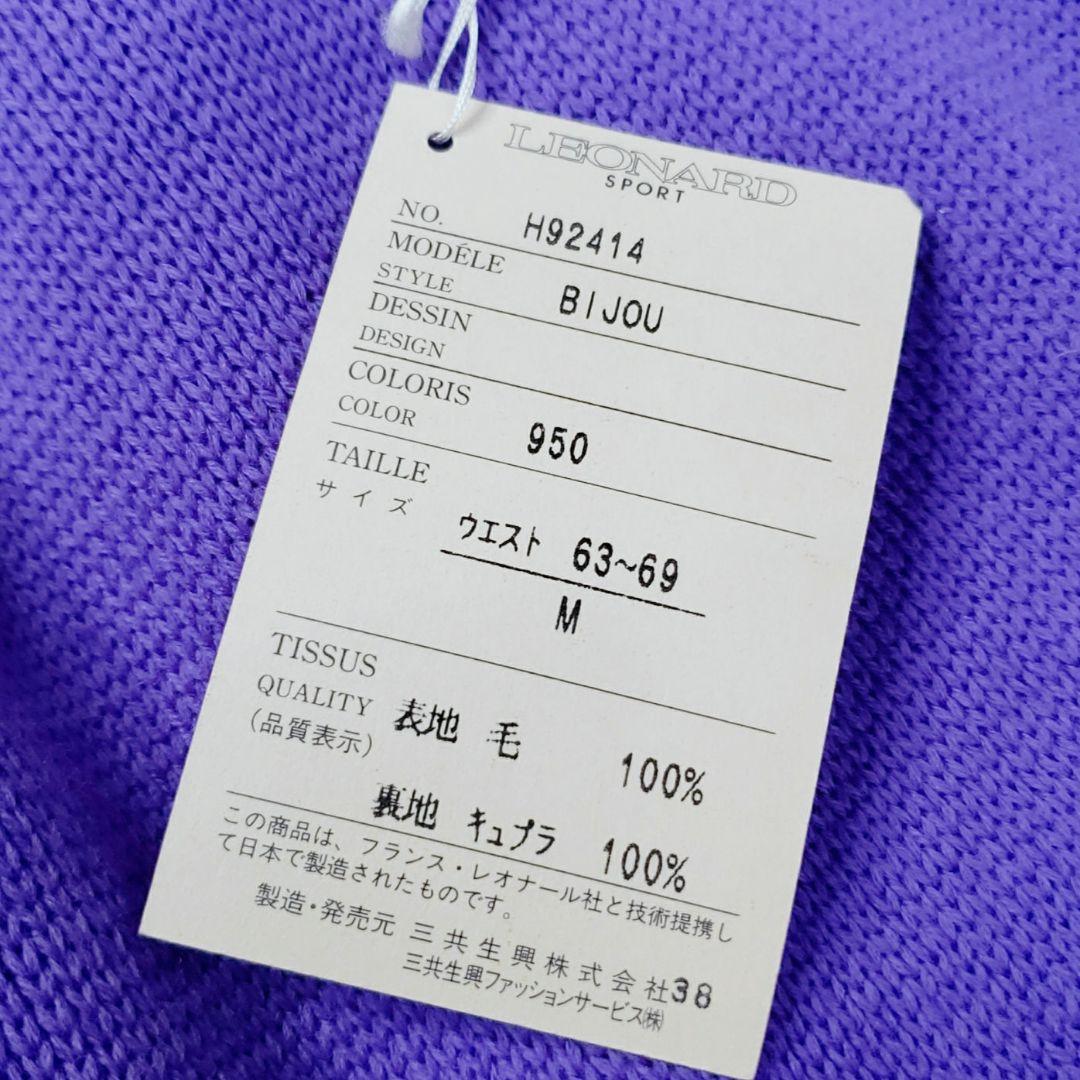 LEONARD
SPORT
NO. H92414
MODÉLE
STYLE BIJOU
DESSIN
DESIGN
COLORIS
COLOR 950
TAILLE
サイズ ウエスト 63~69
M
TISSUS
QUALITY 表地 毛 100%
(品質表示)
裏地 キュプラ 100%
この商品は、フランス・レオナール社と技術提携し
て日本で製造されたものです。
製造・発売元 三共生興株式会社38
三共生興ファッションサービス㈱